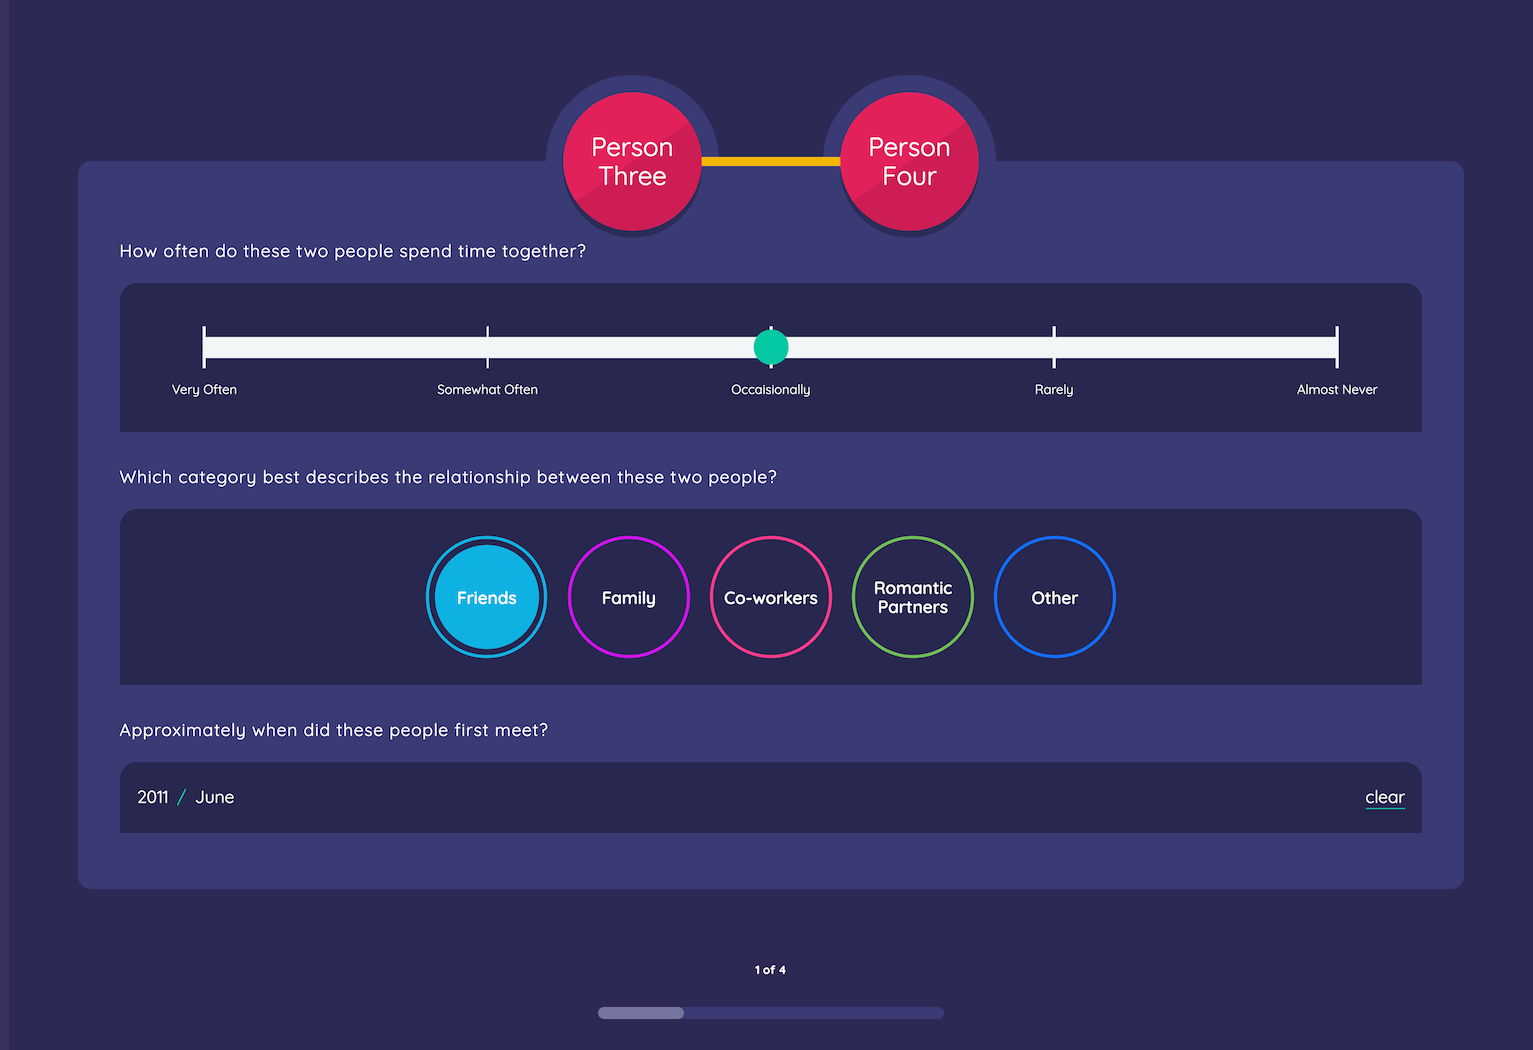 Person
Three
Person
Four
How often do these two people spend time together?
Very Often
Somewhat Often
Occaisionally
Rarely
Almost Never
Which category best describes the relationship between these two people?
Friends
Family
Co-workers
Romantic
Partners
Other
Approximately when did these people first meet?
2011 / June
clear
1 of 4